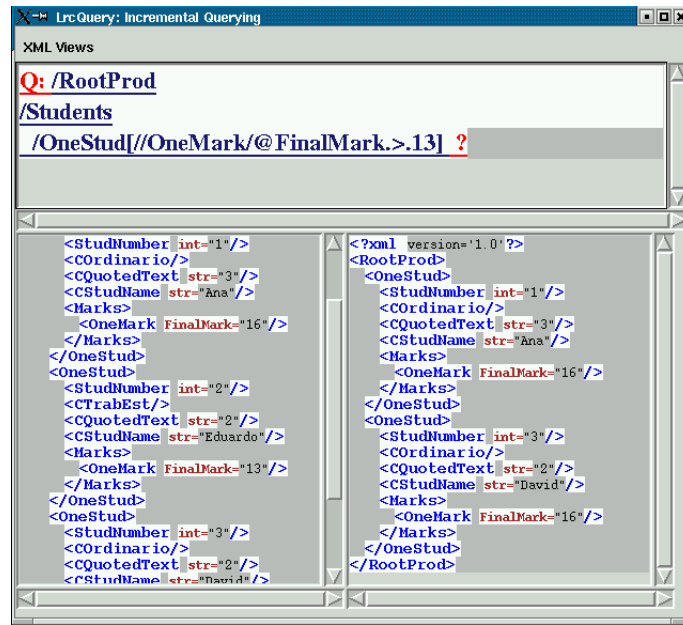 LrcQuery: Incremental Querying
XML Views
Q: /RootProd
/Students
/OneStud[//OneMark/@FinalMark.>.13] ?
<StudNumber int="1"/>
<COrdinario/>
<CQuotedText str="3"/>
<CStudName str="Ana"/>
<Marks>
<OneMark FinalMark="16"/>
</Marks>
</OneStud>
<OneStud>
<StudNumber int="2"/>
<CTrabEst/>
<CQuotedText str="2"/>
<CStudName str="Eduardo"/>
<Marks>
<OneMark FinalMark="13"/>
</Marks>
</OneStud>
<OneStud>
<StudNumber int="3"/>
<COrdinario/>
<CQuotedText str="2"/>
<CStudName str="David"/>
<?xml version='1.0'?>
<RootProd>
<OneStud>
<StudNumber int="1"/>
<COrdinario/>
<CQuotedText str="3"/>
<CStudName str="Ana"/>
<Marks>
<OneMark FinalMark="16"/>
</Marks>
</OneStud>
<OneStud>
<StudNumber int="3"/>
<COrdinario/>
<CQuotedText str="2"/>
<CStudName str="David"/>
<Marks>
<OneMark FinalMark="16"/>
</Marks>
</OneStud>
</RootProd>